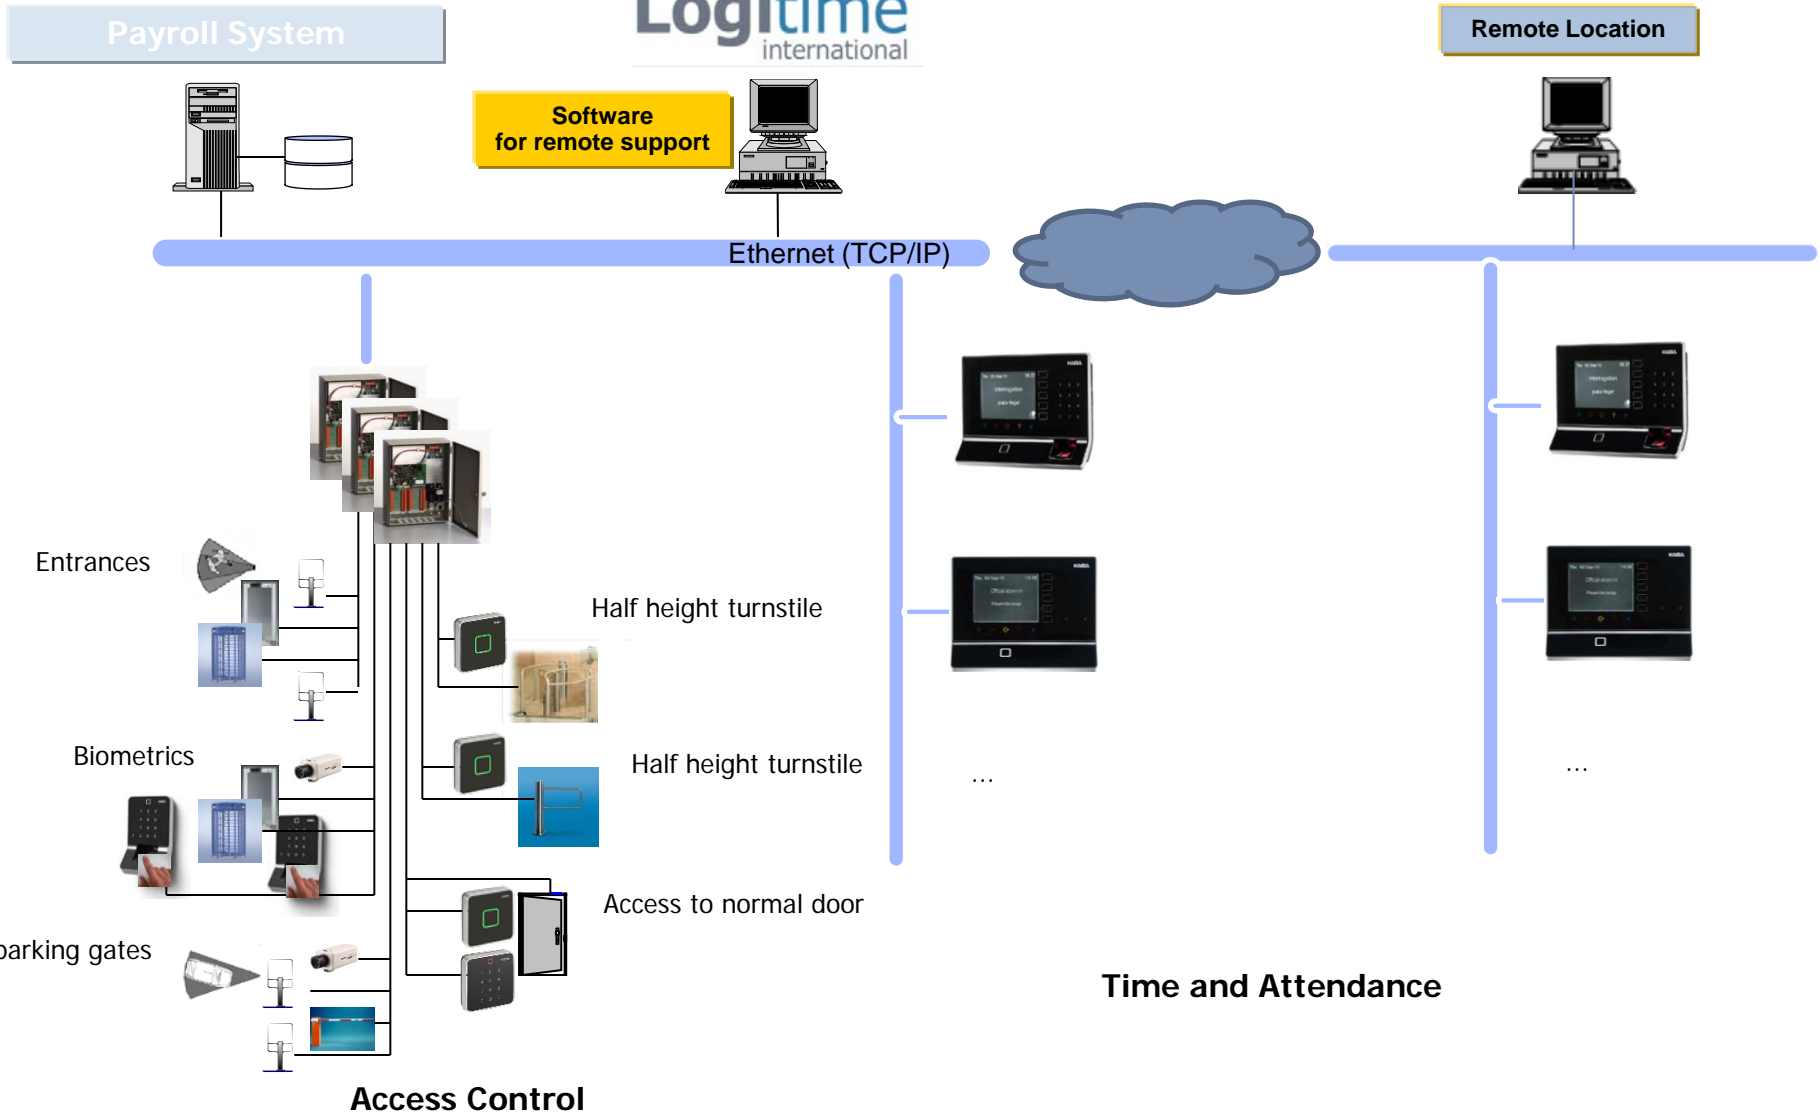 Payroll System
Logitime
international
Remote Location
Software
for remote support
Ethernet (TCP/IP)
Entrances
Half height turnstile
Biometrics
Half height turnstile
...
...
Access to normal door
parking gates
Time and Attendance
Access Control